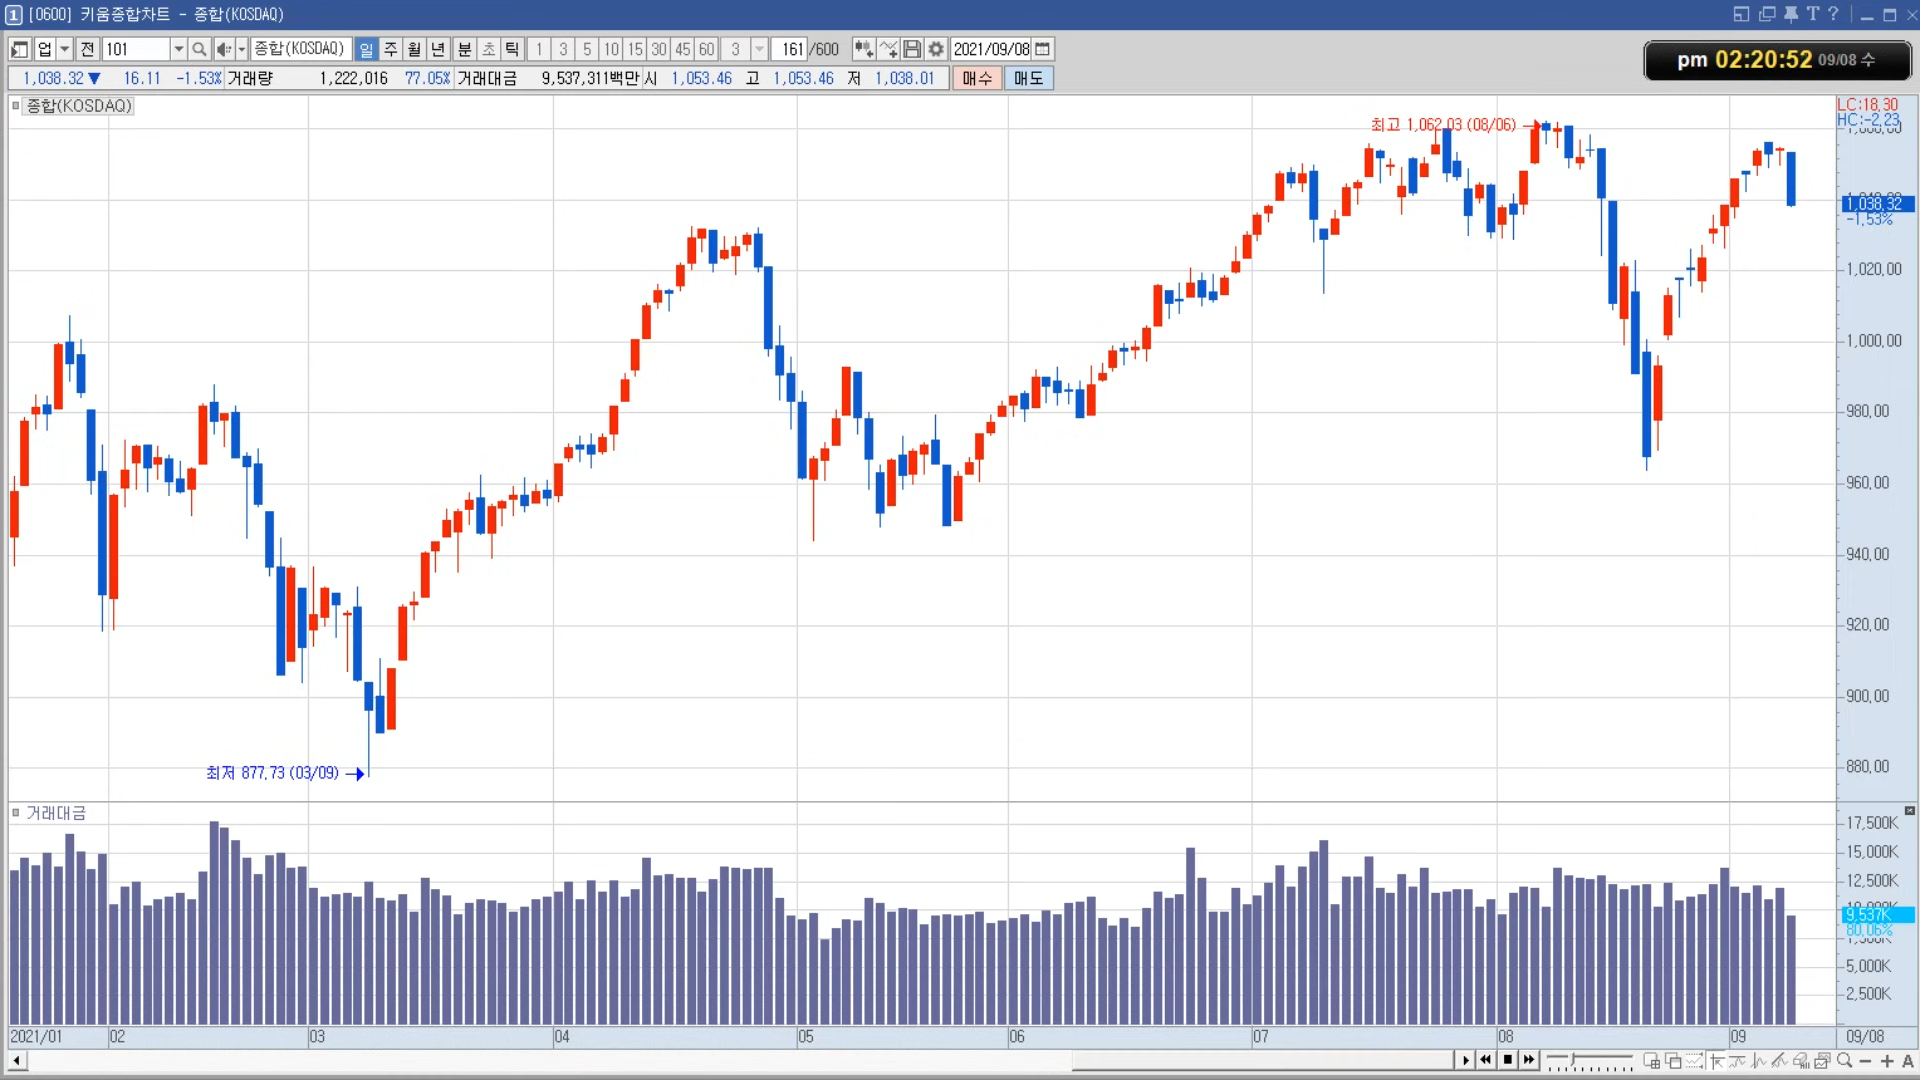 1 [0600] 키움종합차트 - 종합(KOSDAQ)
T ?
업 전 101 종합(KOSDAQ) 일 주 월 년 분 초 틱 1 3 5 10 15 30 45 60 3 161 /600 2021/09/08
pm 02:20:52 09/08 수
1,038.32 ▼ 16.11 -1.53% 거래량 1,222,016 77.05% 거래대금 9,537,311백만 시 1,053.46 고 1,053.46 저 1,038.01 매수 매도
종합(KOSDAQ)
LC:18,30
HC:-2,23
최고 1,062,03 (08/06)
1,038,32
-1,53%
1,020,00
1,000,00
980,00
960,00
940,00
920,00
900,00
최저 877,73 (03/09)
880,00
거래대금
17,500K
15,000K
12,500K
9,537K
80,06%
5,000K
2,500K
2021/01 02 03 04 05 06 07 08 09 09/08
A